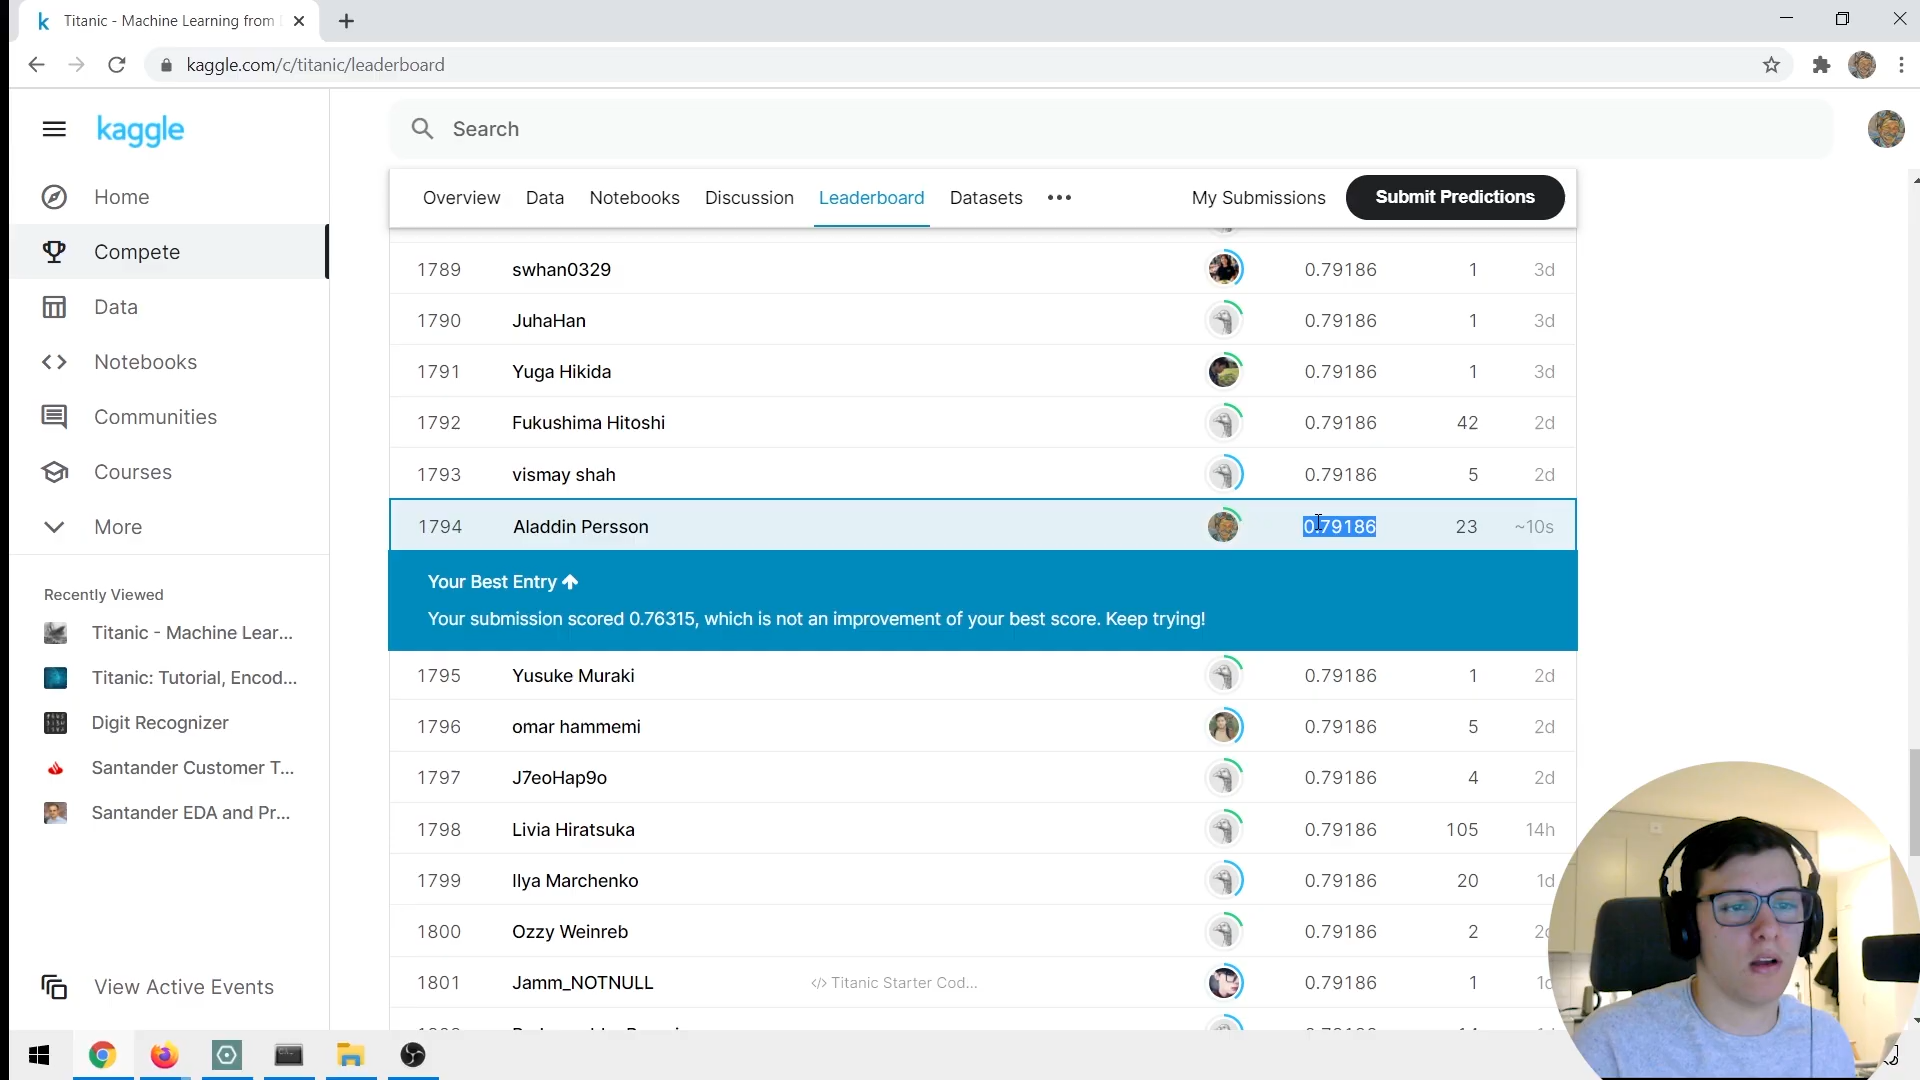 Titanic - Machine Learning from
kaggle.com/c/titanic/leaderboard
kaggle
Search
Home
Compete
Data
Notebooks
Communities
Courses
More
Recently Viewed
Titanic - Machine Lear...
Titanic: Tutorial, Encod...
Digit Recognizer
Santander Customer T...
Santander EDA and Pr...
View Active Events
Overview Data Notebooks Discussion Leaderboard Datasets ••• My Submissions Submit Predictions
1789 swhan0329 0.79186 1 3d
1790 JuhaHan 0.79186 1 3d
1791 Yuga Hikida 0.79186 1 3d
1792 Fukushima Hitoshi 0.79186 42 2d
1793 vismay shah 0.79186 5 2d
1794 Aladdin Persson 0.79186 23 ~10s
Your Best Entry
Your submission scored 0.76315, which is not an improvement of your best score. Keep trying!
1795 Yusuke Muraki 0.79186 1 2d
1796 omar hammemi 0.79186 5 2d
1797 J7eoHap9o 0.79186 4 2d
1798 Livia Hiratsuka 0.79186 105 14h
1799 Ilya Marchenko 0.79186 20 1d
1800 Ozzy Weinreb 0.79186 2
1801 Jamm_NOTNULL </> Titanic Starter Cod... 0.79186 1